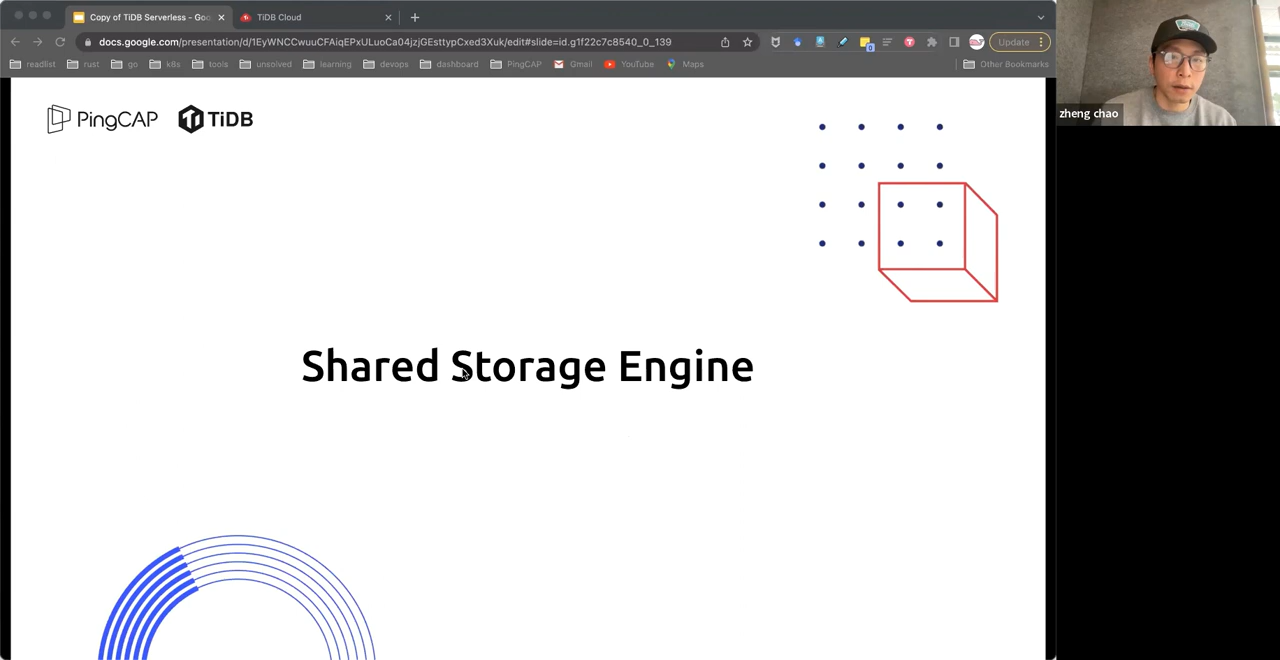 Copy of TiDB Serverless - Goo
TiDB Cloud
docs.google.com/presentation/d/1EyWNCCwuuCFAiqEPxULuoCa04jzjGEsttypCxed3Xuk/edit#slide=id.g1f22c7c8540_0_139
Update
readlist
rust
go
k8s
tools
unsolved
learning
devops
dashboard
PingCAP
Gmail
YouTube
Maps
Other Bookmarks
zheng chao
PingCAP
TiDB
Shared Storage Engine